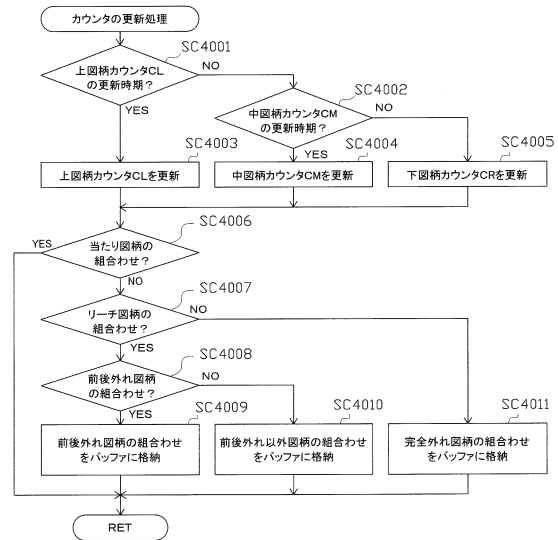 カウンタの更新処理
SC4001
上図柄カウンタCL
の更新時期?
NO
YES
SC4002
中図柄カウンタCM
の更新時期?
NO
YES
SC4003
上図柄カウンタCLを更新
SC4004
中図柄カウンタCMを更新
SC4005
下図柄カウンタCRを更新
SC4006
当たり図柄の
組合わせ?
YES
NO
SC4007
リーチ図柄の
組合わせ?
NO
YES
SC4008
前後外れ図柄
の組合わせ?
NO
YES
SC4009
前後外れ図柄の組合わせ
をバッファに格納
SC4010
前後外れ以外図柄の組合わせ
をバッファに格納
SC4011
完全外れ図柄の組合わせ
をバッファに格納
RET